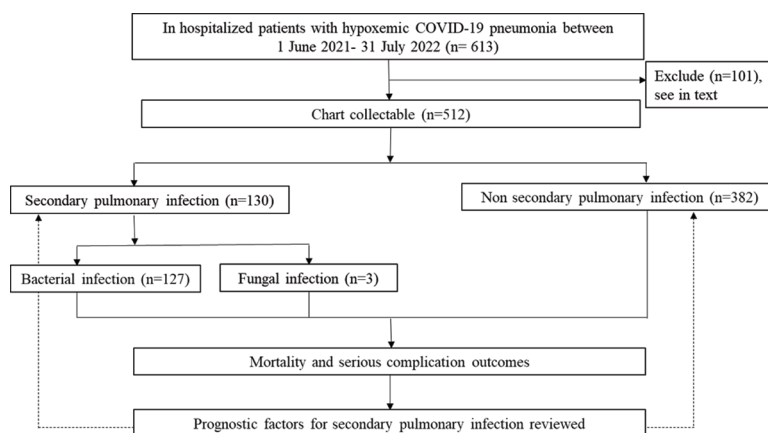 In hospitalized patients with hypoxemic COVID-19 pneumonia between
1 June 2021- 31 July 2022 (n= 613)
Exclude (n=101),
see in text
Chart collectable (n=512)
Secondary pulmonary infection (n=130)
Non secondary pulmonary infection (n=382)
Bacterial infection (n=127)
Fungal infection (n=3)
Mortality and serious complication outcomes
Prognostic factors for secondary pulmonary infection reviewed